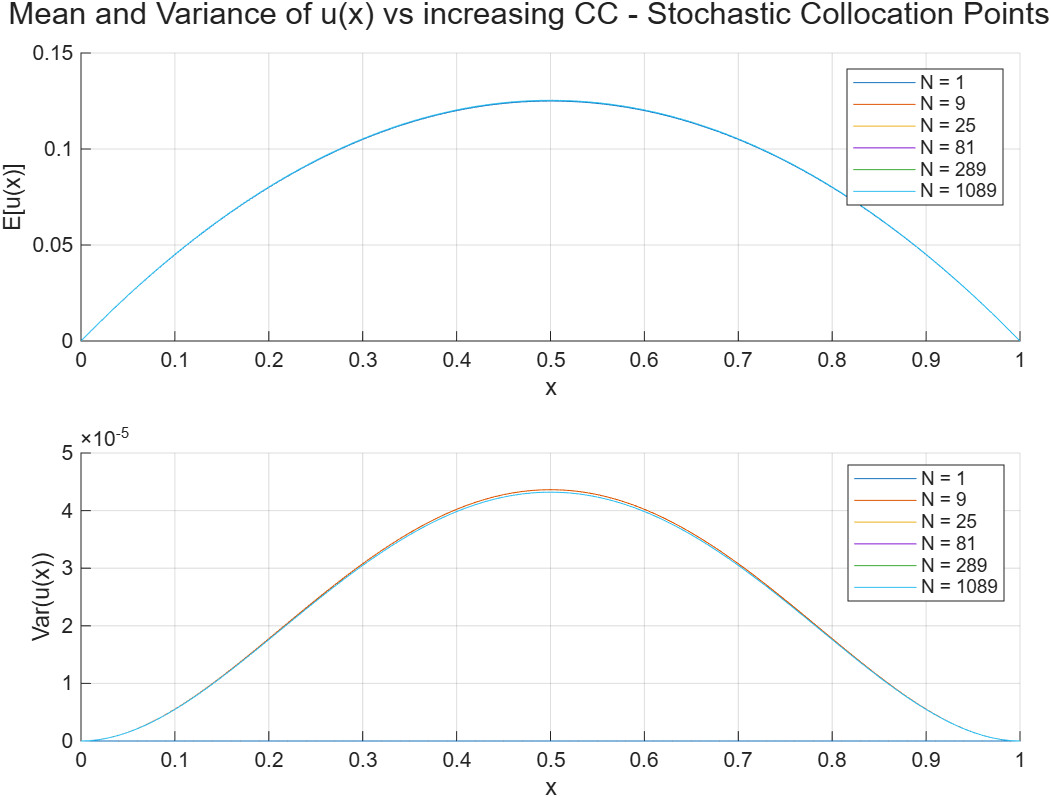 Mean and Variance of u(x) vs increasing CC - Stochastic Collocation Points
0.15
0.1
0.05
0
E[u(x)]
N = 1
N = 9
N = 25
N = 81
N = 289
N = 1089
0 0.1 0.2 0.3 0.4 0.5 0.6 0.7 0.8 0.9 1
x
×10-5
5
4
3
2
1
0
Var(u(x))
N = 1
N = 9
N = 25
N = 81
N = 289
N = 1089
0 0.1 0.2 0.3 0.4 0.5 0.6 0.7 0.8 0.9 1
x